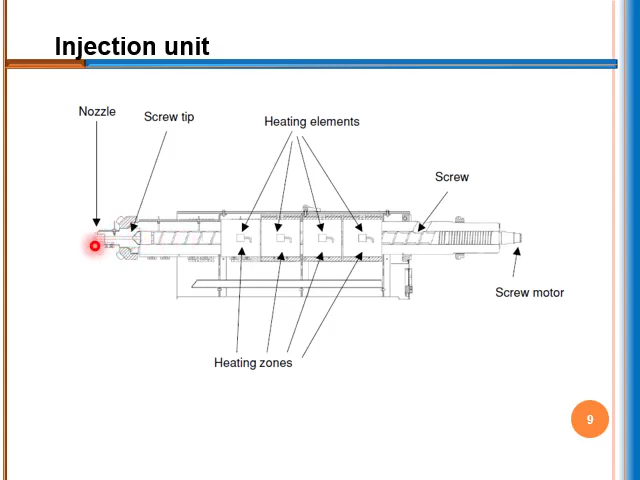 Injection unit
Nozzle
Screw tip
Heating elements
Screw
Screw motor
Heating zones
9